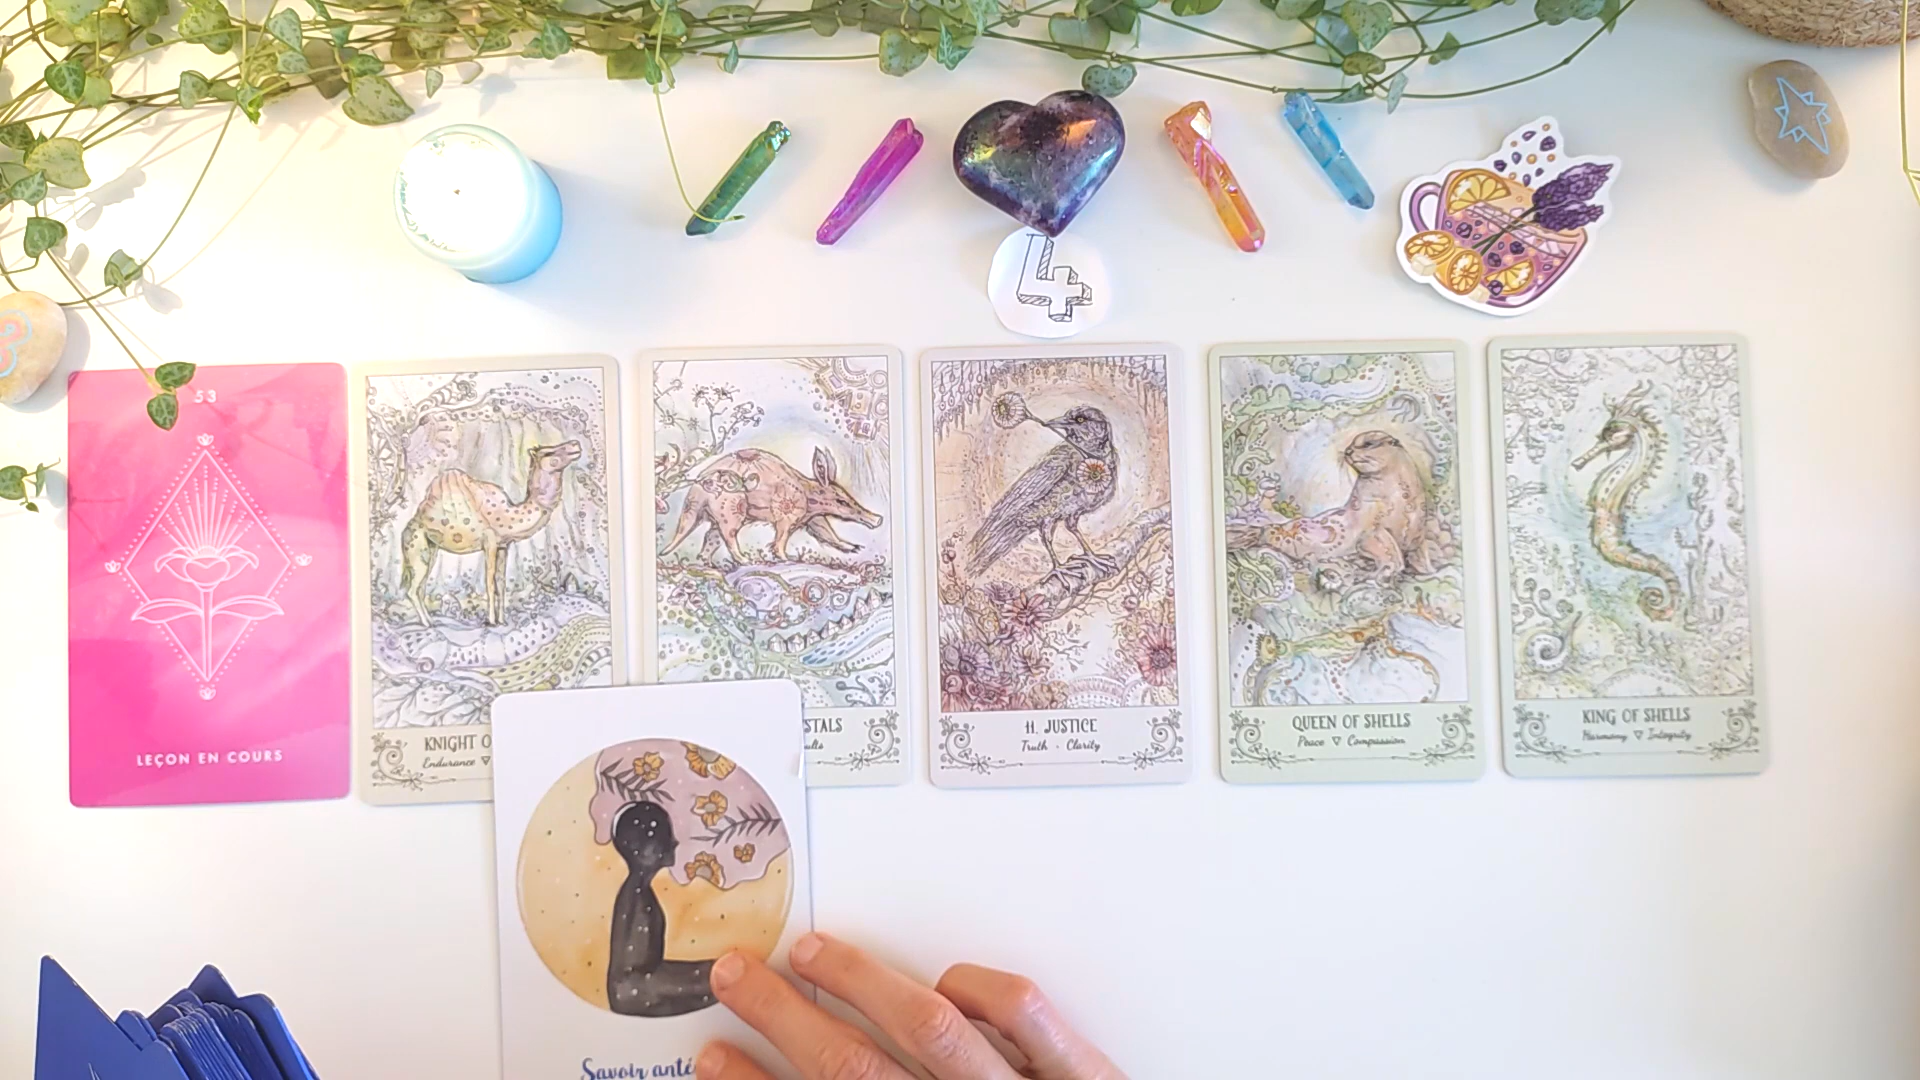 4
53
LEÇON EN COURS
KNIGHT O
Endurance ▽
STALS
11. JUSTICE
Truth · Clarity
QUEEN OF SHELLS
Peace ▽ Compassion
KING OF SHELLS
Harmony ▽ Integrity
Savoir anté